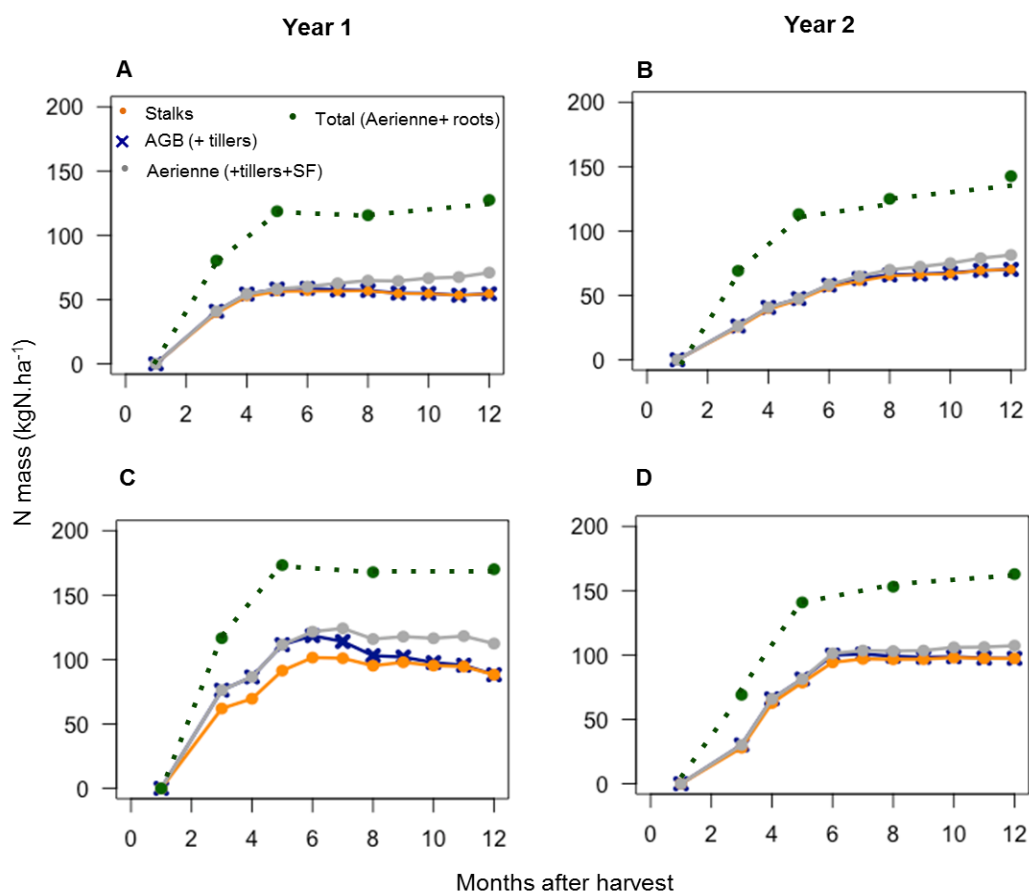 Year 1
Year 2
A
B
200
150
100
50
0
Stalks
Total (Aerienne+ roots)
AGB (+ tillers)
Aerienne (+tillers+SF)
0 2 4 6 8 10 12
200
150
100
50
0
0 2 4 6 8 10 12
N mass (kgN.ha⁻¹)
C
D
200
150
100
50
0
0 2 4 6 8 10 12
200
150
100
50
0
0 2 4 6 8 10 12
Months after harvest